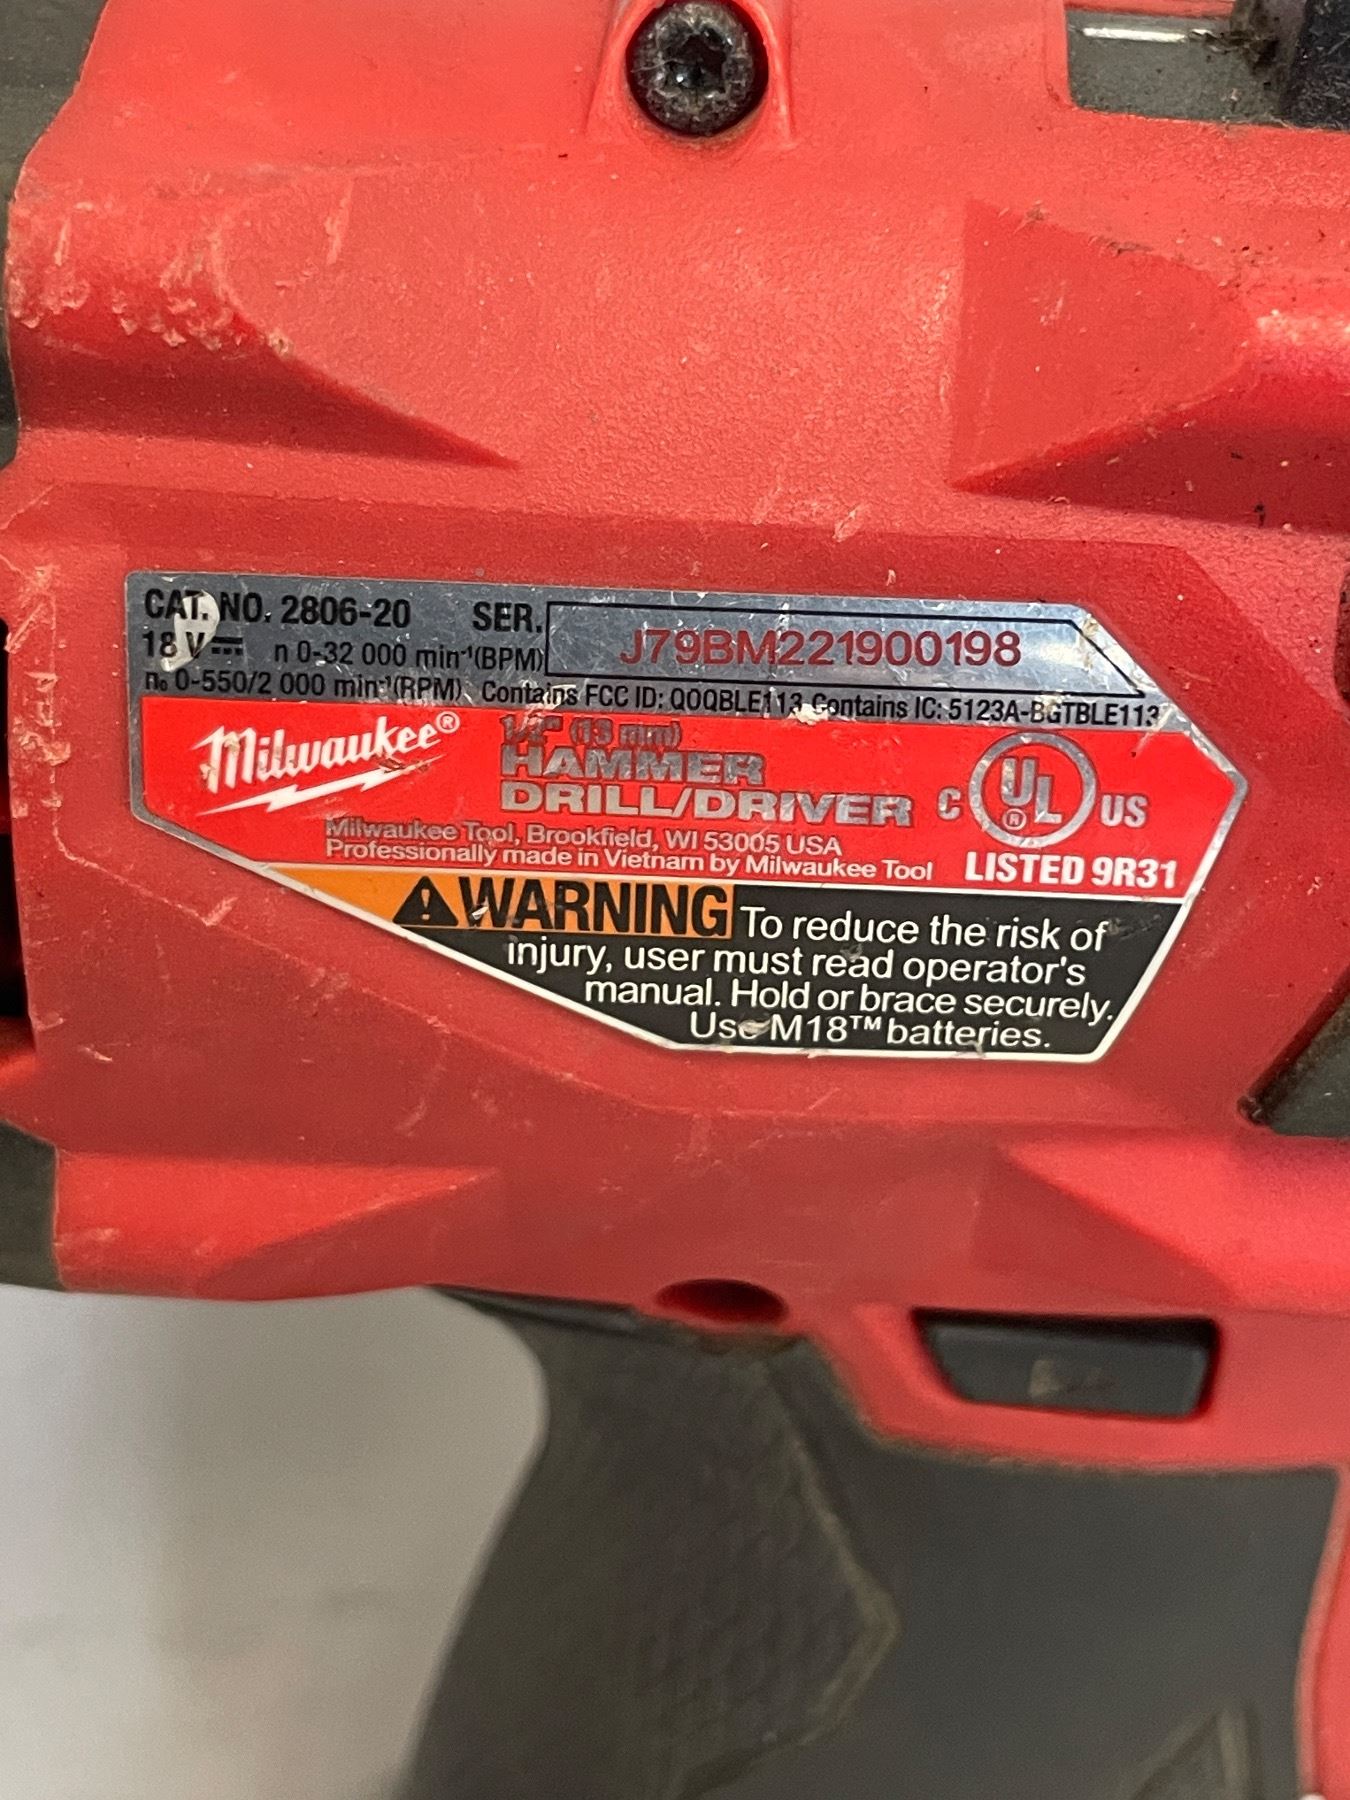 CAT. NO. 2806-20 SER. J79BM221900198
18 V⎓ n 0-32 000 min⁻¹(BPM)
n₀ 0-550/2 000 min⁻¹(RPM) Contains FCC ID: QOQBLE113 Contains IC: 5123A-BGTBLE113
Milwaukee®
1/2" (13 mm)
HAMMER
DRILL/DRIVER
C UL® US
LISTED 9R31
Milwaukee Tool, Brookfield, WI 53005 USA
Professionally made in Vietnam by Milwaukee Tool
WARNING To reduce the risk of
injury, user must read operator's
manual. Hold or brace securely.
Use M18™ batteries.